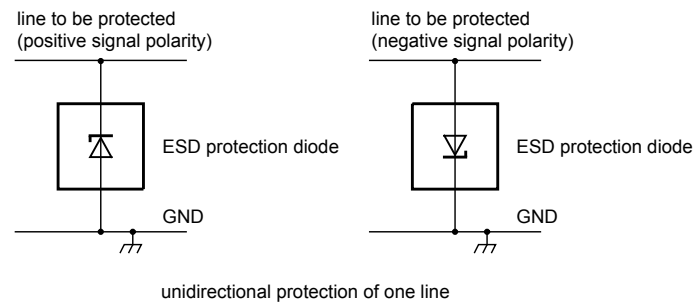 line to be protected
(positive signal polarity)
ESD protection diode
GND
line to be protected
(negative signal polarity)
ESD protection diode
GND
unidirectional protection of one line